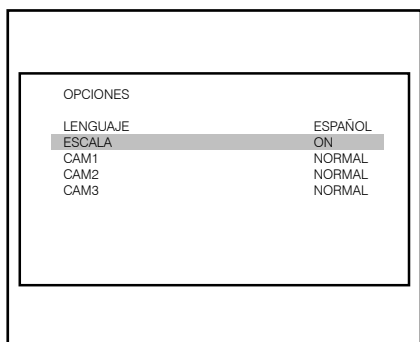 OPCIONES
LENGUAJE ESPAÑOL
ESCALA ON
CAM1 NORMAL
CAM2 NORMAL
CAM3 NORMAL